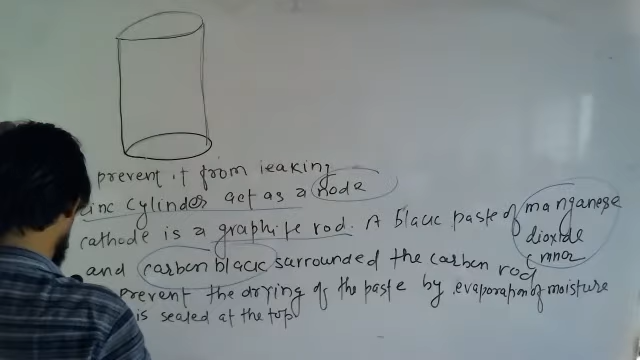 prevent it from leaking
zinc cylinder act as a node
cathode is a graphite rod. A black paste of manganese
dioxide
(mno2
and carbon black surrounded the carbon rod
prevent the drying of the paste by evaporation of moisture
is sealed at the top